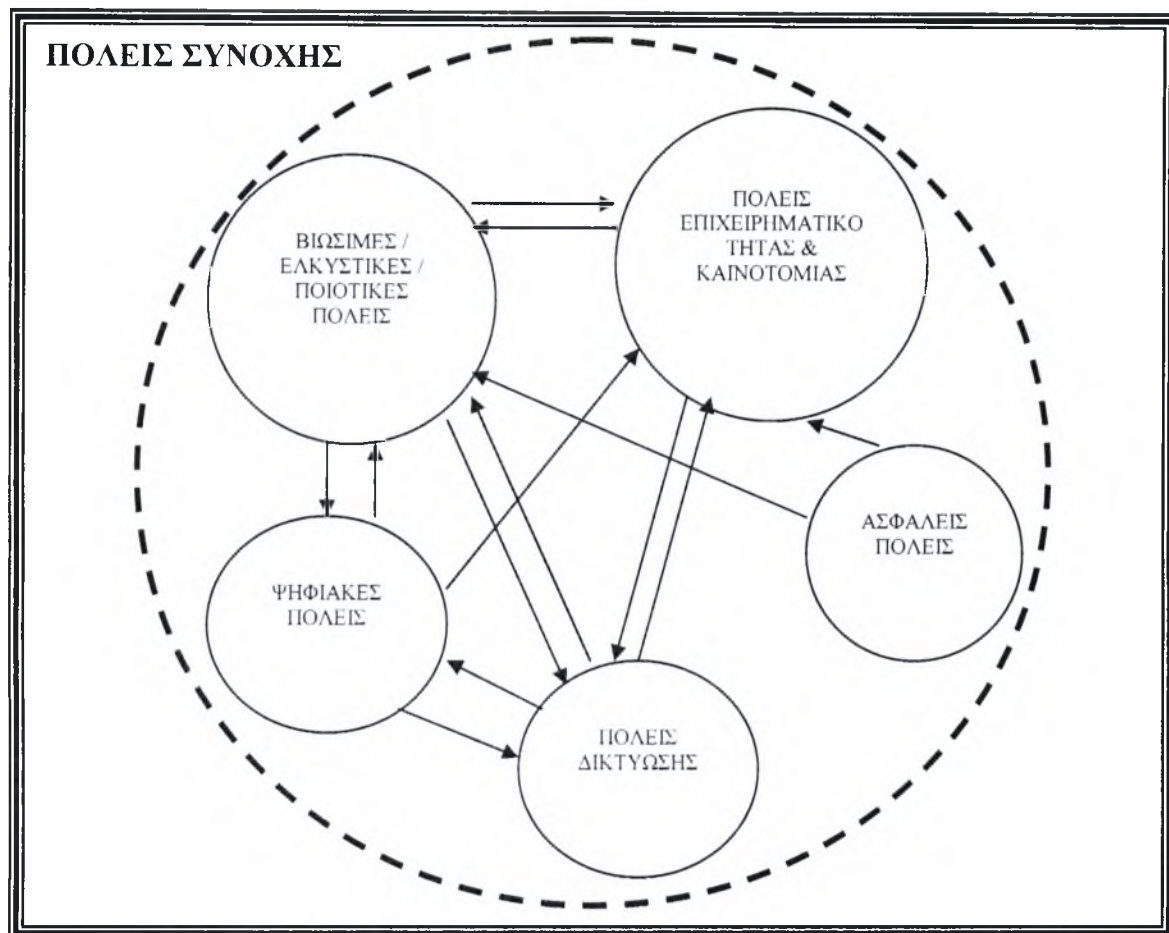 ΠΟΛΕΙΣ ΣΥΝΟΧΗΣ
ΒΙΩΣΙΜΕΣ /
ΕΛΚΥΣΤΙΚΕΣ /
ΠΟΙΟΤΙΚΕΣ
ΠΟΛΕΙΣ
ΠΟΛΕΙΣ
ΕΠΙΧΕΙΡΗΜΑΤΙΚΟ
ΤΗΤΑΣ &
ΚΑΙΝΟΤΟΜΙΑΣ
ΑΣΦΑΛΕΙΣ
ΠΟΛΕΙΣ
ΨΗΦΙΑΚΕΣ
ΠΟΛΕΙΣ
ΠΟΛΕΙΣ
ΔΙΚΤΥΩΣΗΣ